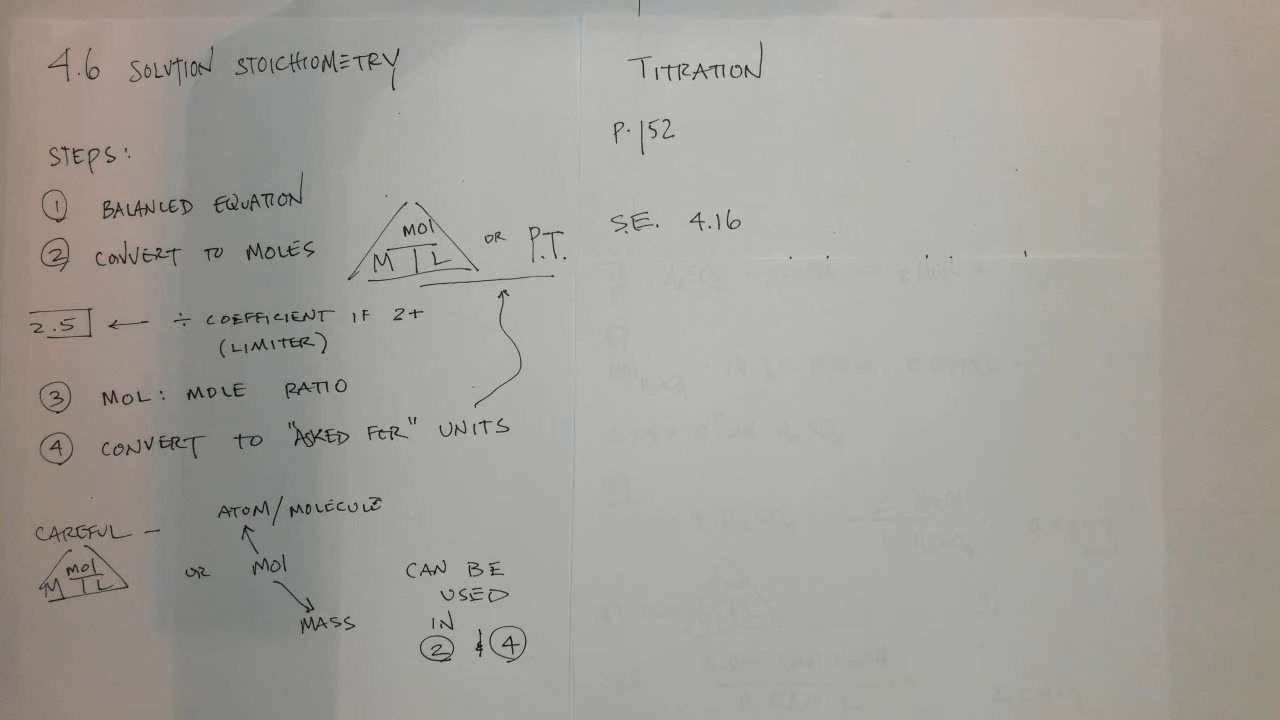 4.6 SOLUTION STOICHIOMETRY
STEPS:
1 BALANCED EQUATION
2 CONVERT TO MOLES
mol
M L
OR P.T.
2.5 ← ÷ COEFFICIENT IF 2+
(LIMITER)
3 MOL: MOLE RATIO
4 CONVERT TO "ASKED FOR" UNITS
CAREFUL -
mol
M L
OR
ATOM/MOLECULE
Mol
MASS
CAN BE
USED
IN
2 & 4
TITRATION
P. 152
S.E. 4.16